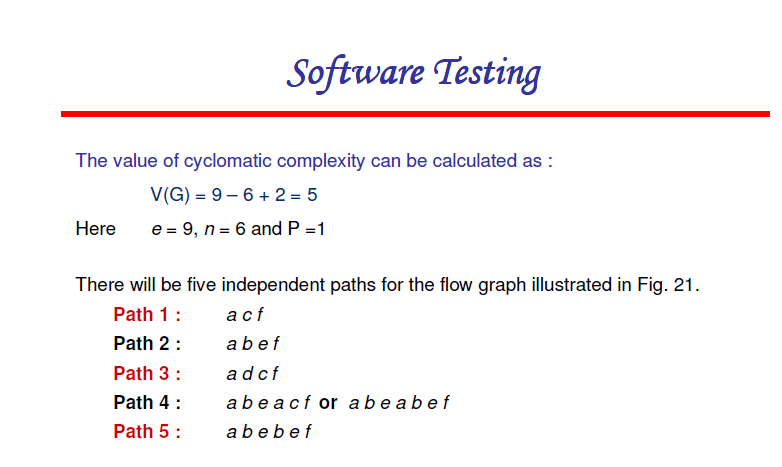 Software Testing
The value of cyclomatic complexity can be calculated as :
V(G) = 9 – 6 + 2 = 5
Here e = 9, n = 6 and P =1
There will be five independent paths for the flow graph illustrated in Fig. 21.
Path 1 : a c f
Path 2 : a b e f
Path 3 : a d c f
Path 4 : a b e a c f or a b e a b e f
Path 5 : a b e b e f